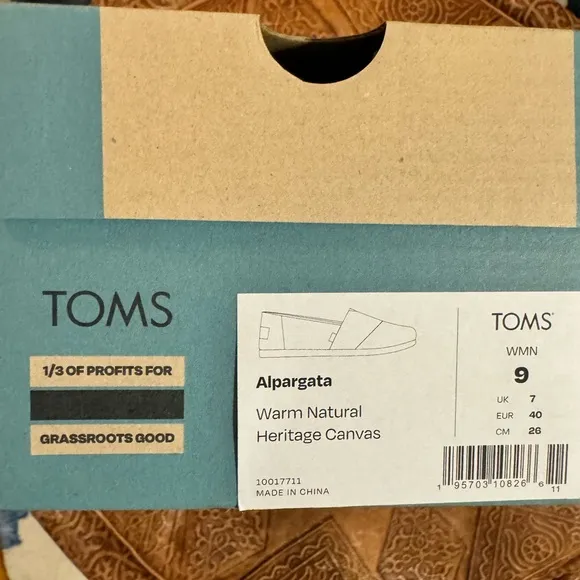 TOMS
1/3 OF PROFITS FOR
GRASSROOTS GOOD
Alpargata
Warm Natural
Heritage Canvas
10017711
MADE IN CHINA
TOMS®
WMN
9
UK 7
EUR 40
CM 26
1 95703 10826 6 11